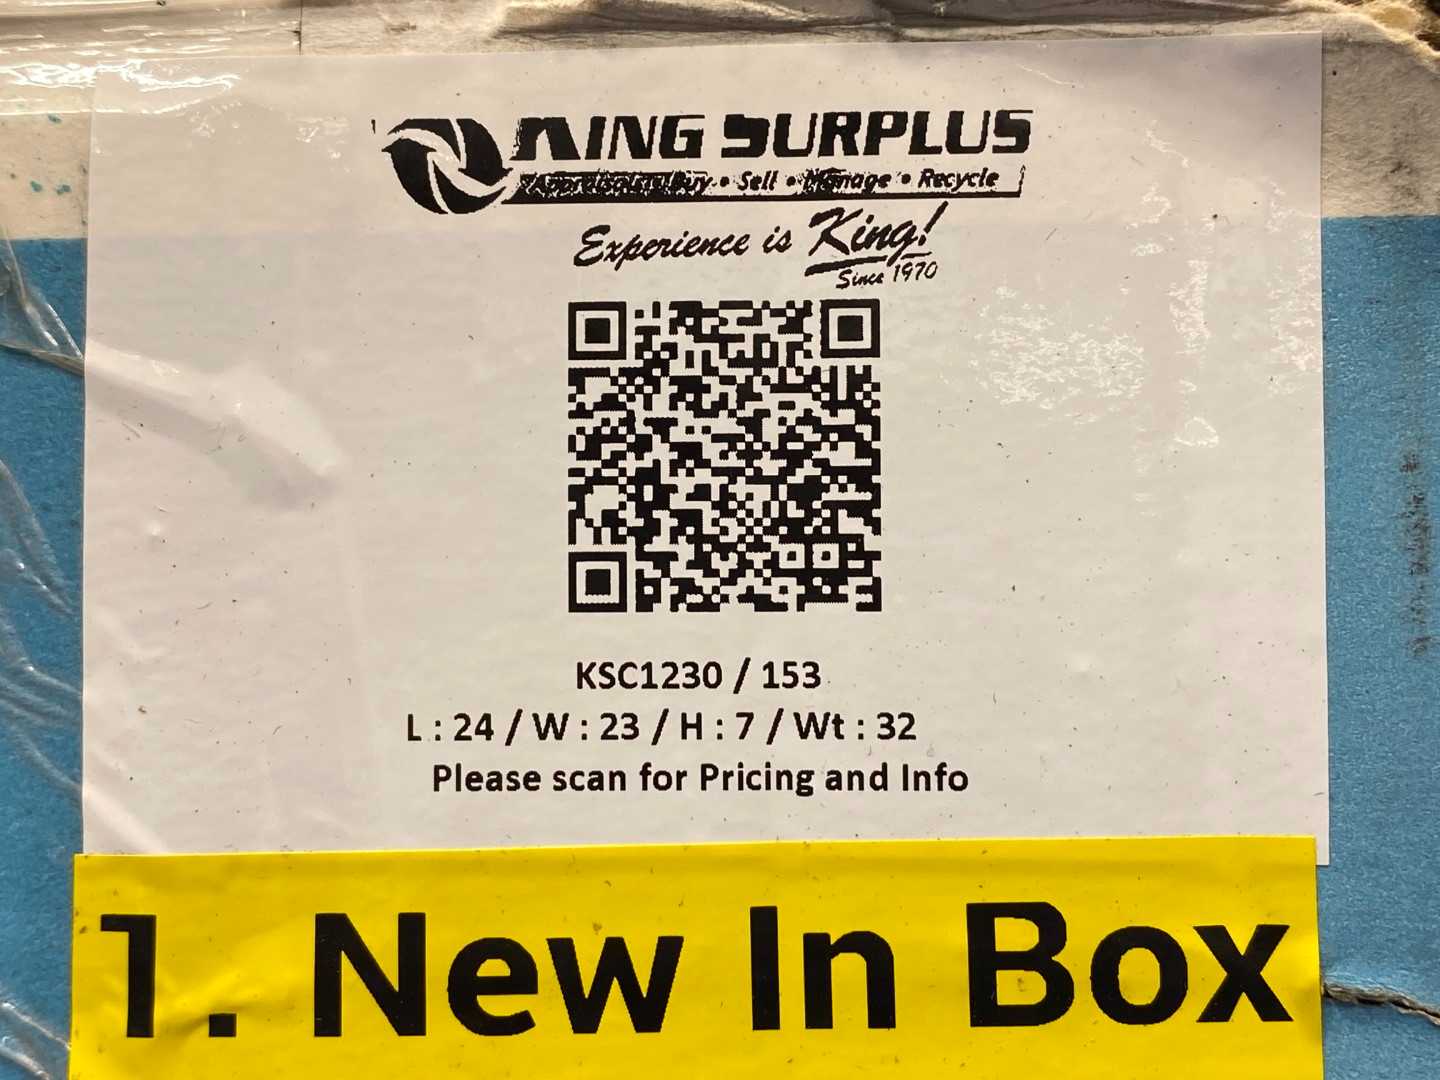 KING SURPLUS
Appraisals • Buy • Sell • Manage • Recycle
Experience is King!
Since 1970
KSC1230 / 153
L : 24 / W : 23 / H : 7 / Wt : 32
Please scan for Pricing and Info
1. New In Box